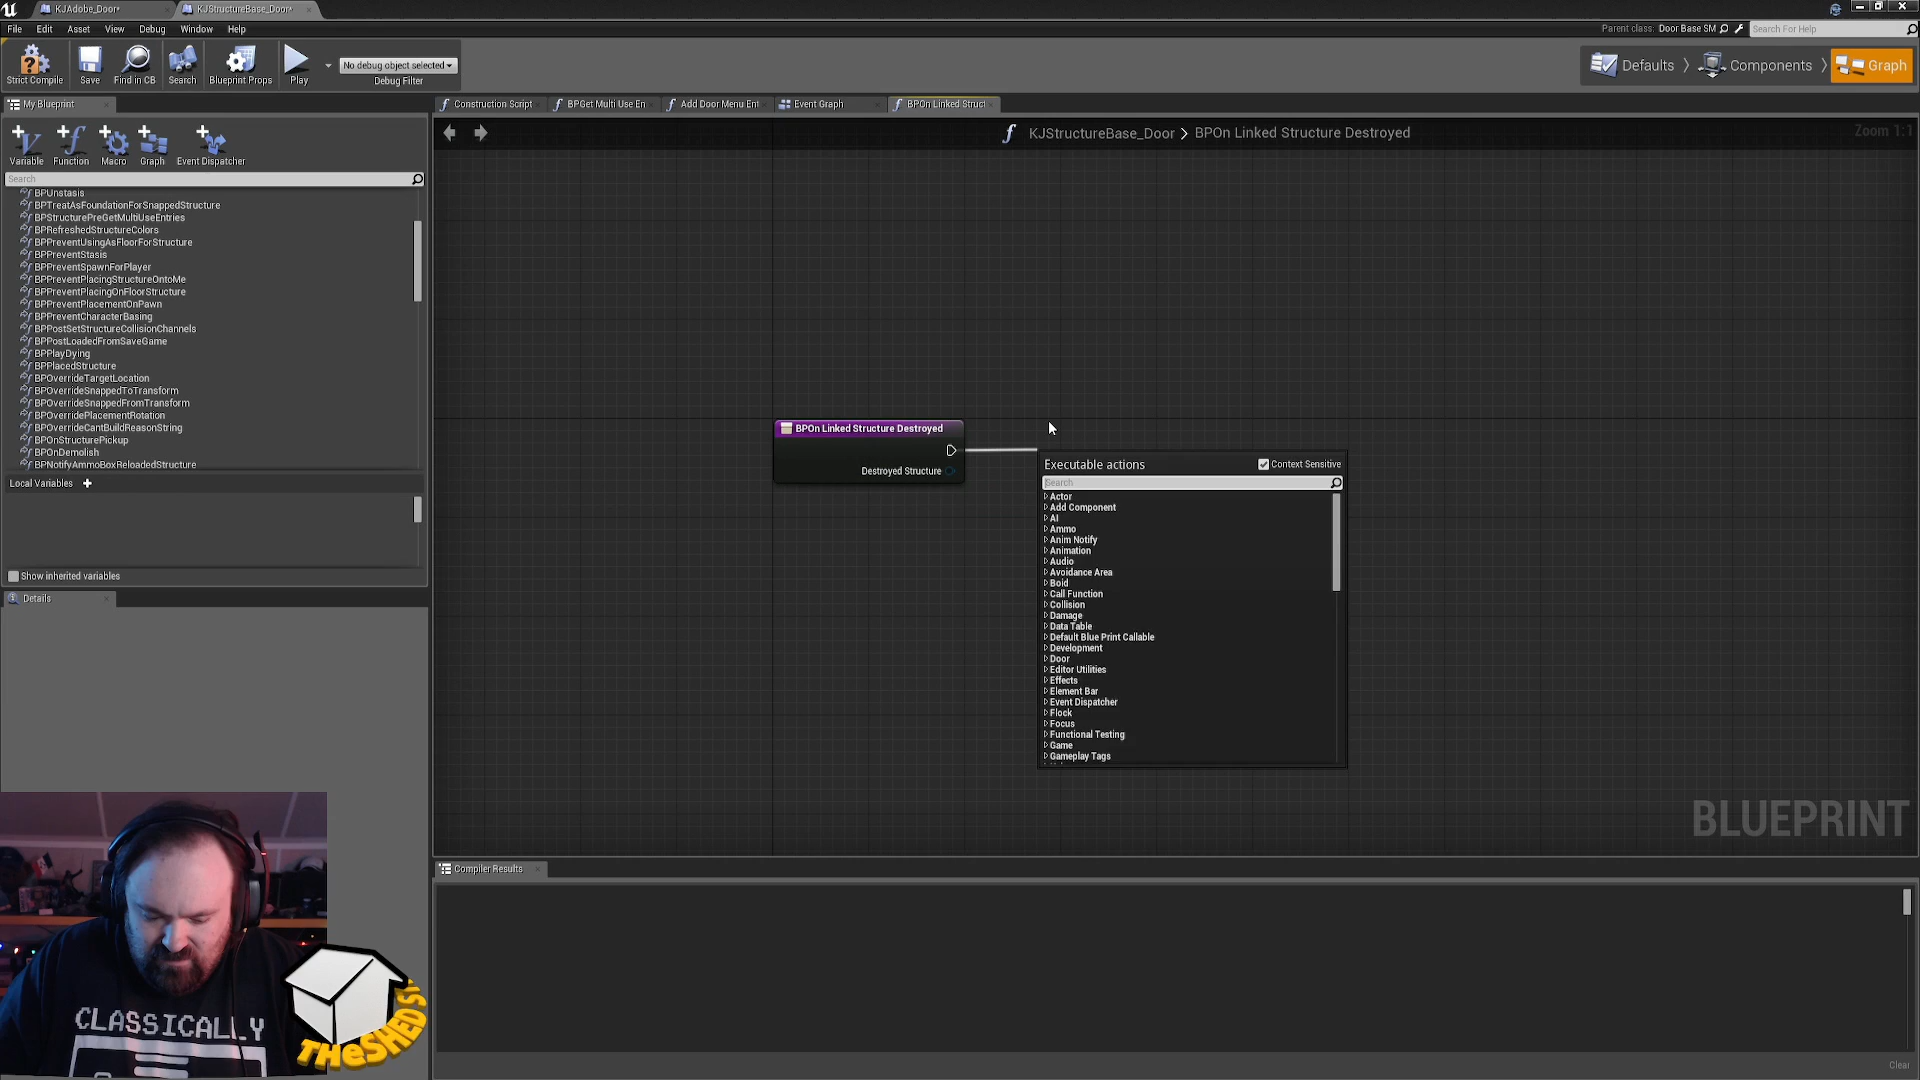 KJAdobe_Door*
KJStructureBase_Door*
File Edit Asset View Debug Window Help
Parent class: Door Base SM
Search For Help
Strict Compile
Save
Find in CB
Search
Blueprint Props
Play
No debug object selected
Debug Filter
Defaults
Components
Graph
My Blueprint
Construction Script
BPGet Multi Use En
Add Door Menu Ent
Event Graph
BPOn Linked Struct
Variable
Function
Macro
Graph
Event Dispatcher
KJStructureBase_Door > BPOn Linked Structure Destroyed
Zoom 1:1
Search
BPUnstasis
BPTreatAsFoundationForSnappedStructure
BPStructurePreGetMultiUseEntries
BPRefreshedStructureColors
BPPreventUsingAsFloorForStructure
BPPreventStasis
BPPreventSpawnForPlayer
BPPreventPlacingStructureOntoMe
BPPreventPlacingOnFloorStructure
BPPreventPlacementOnPawn
BPPreventCharacterBasing
BPPostSetStructureCollisionChannels
BPPostLoadedFromSaveGame
BPPlayDying
BPPlacedStructure
BPOverrideTargetLocation
BPOverrideSnappedToTransform
BPOverrideSnappedFromTransform
BPOverridePlacementRotation
BPOverrideCantBuildReasonString
BPOnStructurePickup
BPOnDemolish
BPNotifyAmmoBoxReloadedStructure
Local Variables
Show inherited variables
Details
BPOn Linked Structure Destroyed
Destroyed Structure
Executable actions
Context Sensitive
Search
Actor
Add Component
AI
Ammo
Anim Notify
Animation
Audio
Avoidance Area
Boid
Call Function
Collision
Damage
Data Table
Default Blue Print Callable
Development
Door
Editor Utilities
Effects
Element Bar
Event Dispatcher
Flock
Focus
Functional Testing
Game
Gameplay Tags
BLUEPRINT
Compiler Results
Clear
CLASSICALLY
THeSHED